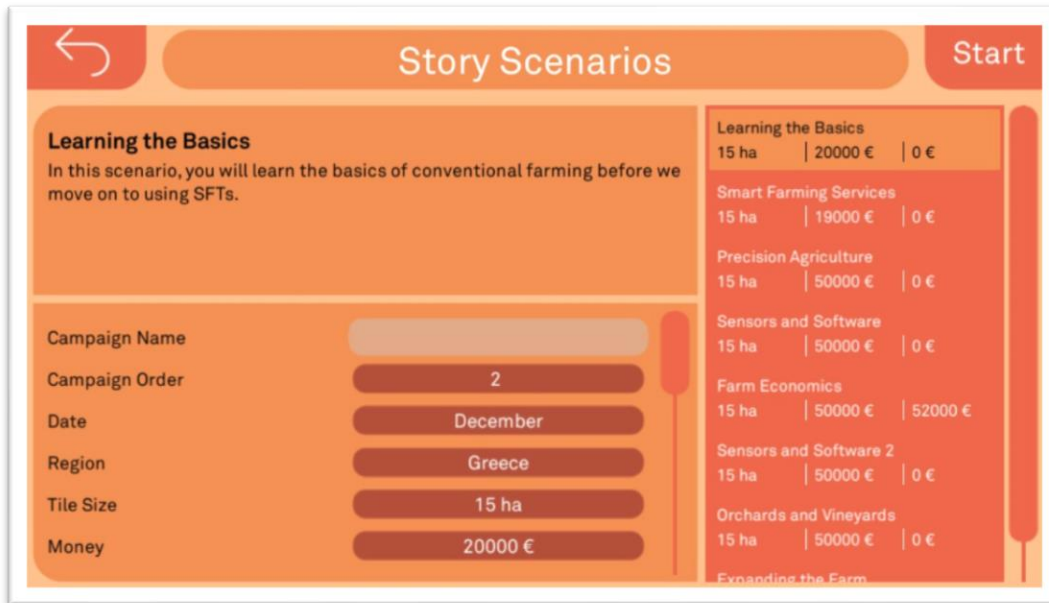 Story Scenarios
Start
Learning the Basics
In this scenario, you will learn the basics of conventional farming before we
move on to using SFTs.
Campaign Name
Campaign Order 2
Date December
Region Greece
Tile Size 15 ha
Money 20000 €
Learning the Basics
15 ha | 20000 € | 0 €
Smart Farming Services
15 ha | 19000 € | 0 €
Precision Agriculture
15 ha | 50000 € | 0 €
Sensors and Software
15 ha | 50000 € | 0 €
Farm Economics
15 ha | 50000 € | 52000 €
Sensors and Software 2
15 ha | 50000 € | 0 €
Orchards and Vineyards
15 ha | 50000 € | 0 €
Expanding the Farm